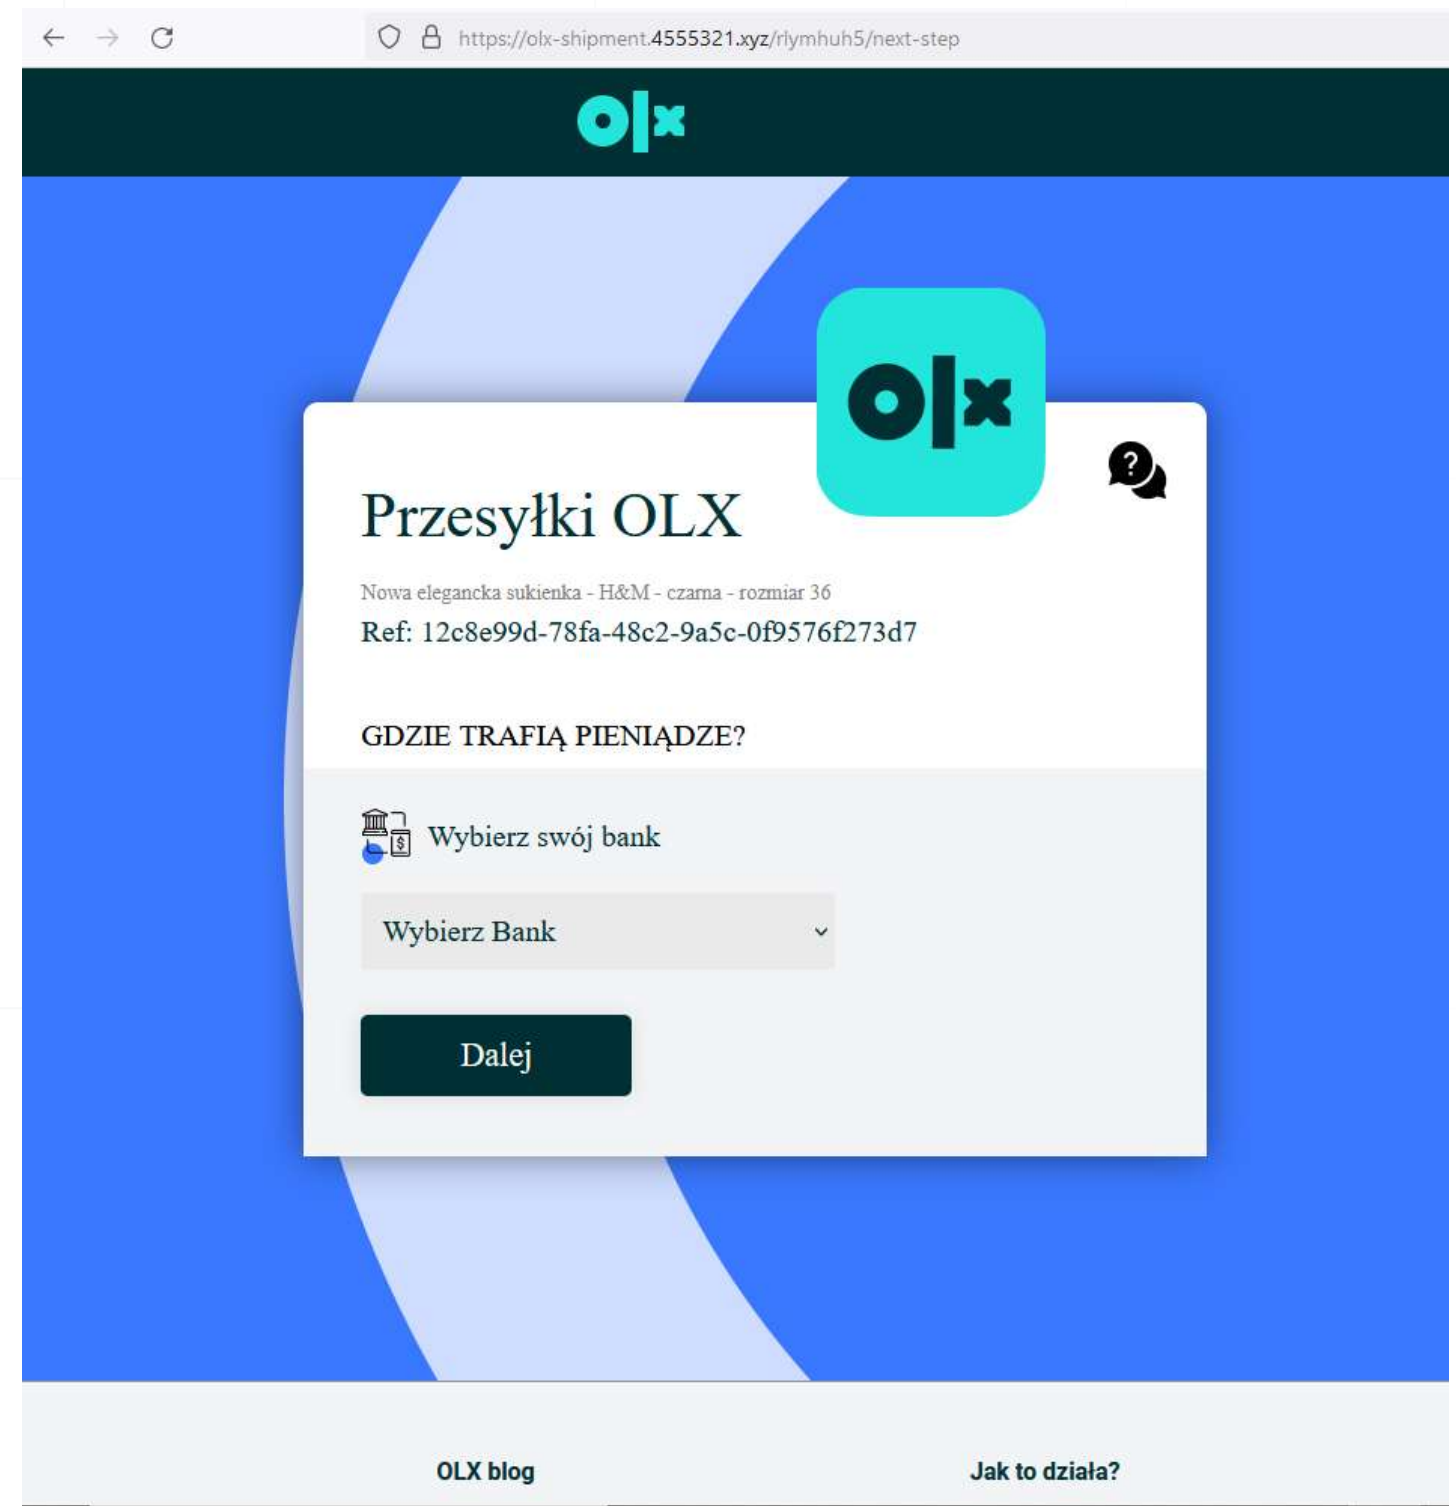 https://olx-shipment.4555321.xyz/rlymhuh5/next-step
olx
olx
Przesyłki OLX
Nowa elegancka sukienka - H&M - czarna - rozmiar 36
Ref: 12c8e99d-78fa-48c2-9a5c-0f9576f273d7
GDZIE TRAFIĄ PIENIĄDZE?
Wybierz swój bank
Wybierz Bank
Dalej
OLX blog Jak to działa?